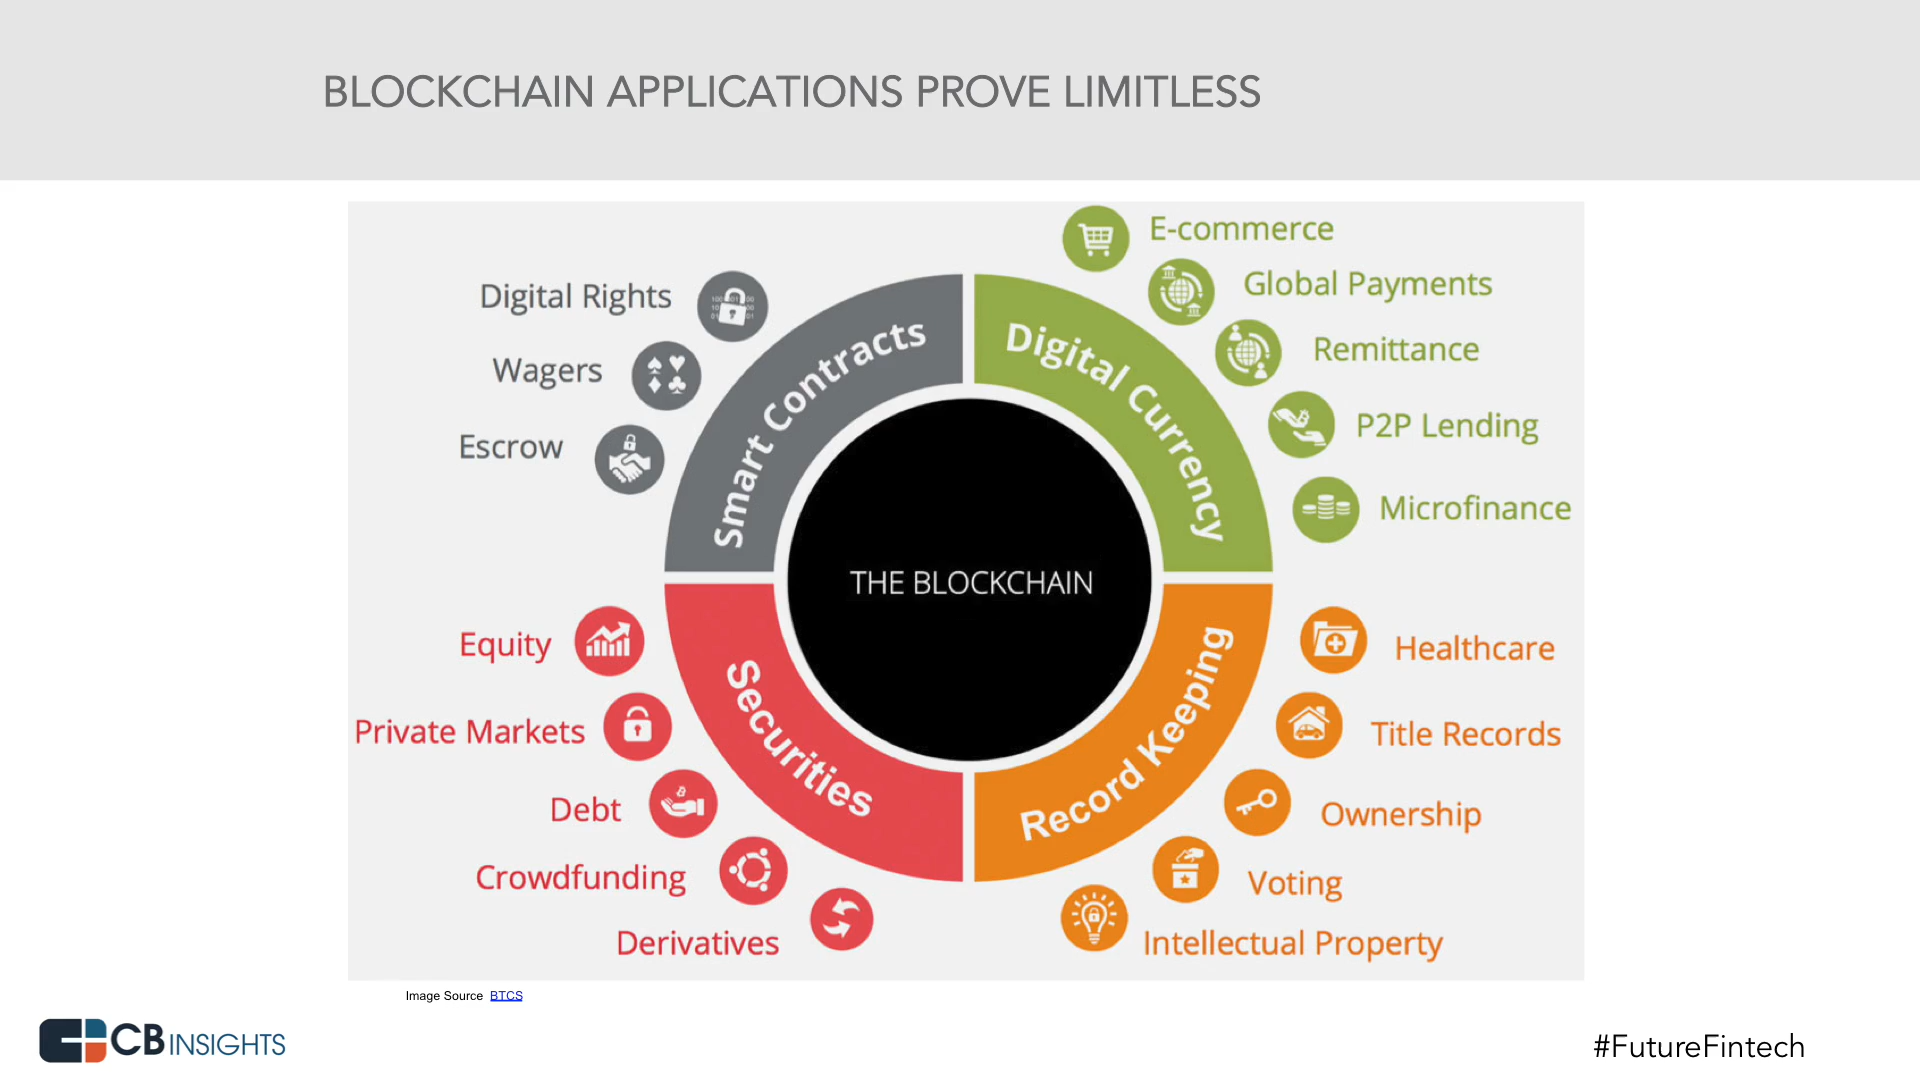 BLOCKCHAIN APPLICATIONS PROVE LIMITLESS
Digital Rights
Wagers
Escrow
Smart Contracts
E-commerce
Global Payments
Remittance
P2P Lending
Microfinance
Digital Currency
THE BLOCKCHAIN
Equity
Private Markets
Debt
Crowdfunding
Derivatives
Securities
Record Keeping
Healthcare
Title Records
Ownership
Voting
Intellectual Property
Image Source BTCS
CB INSIGHTS
#FutureFintech